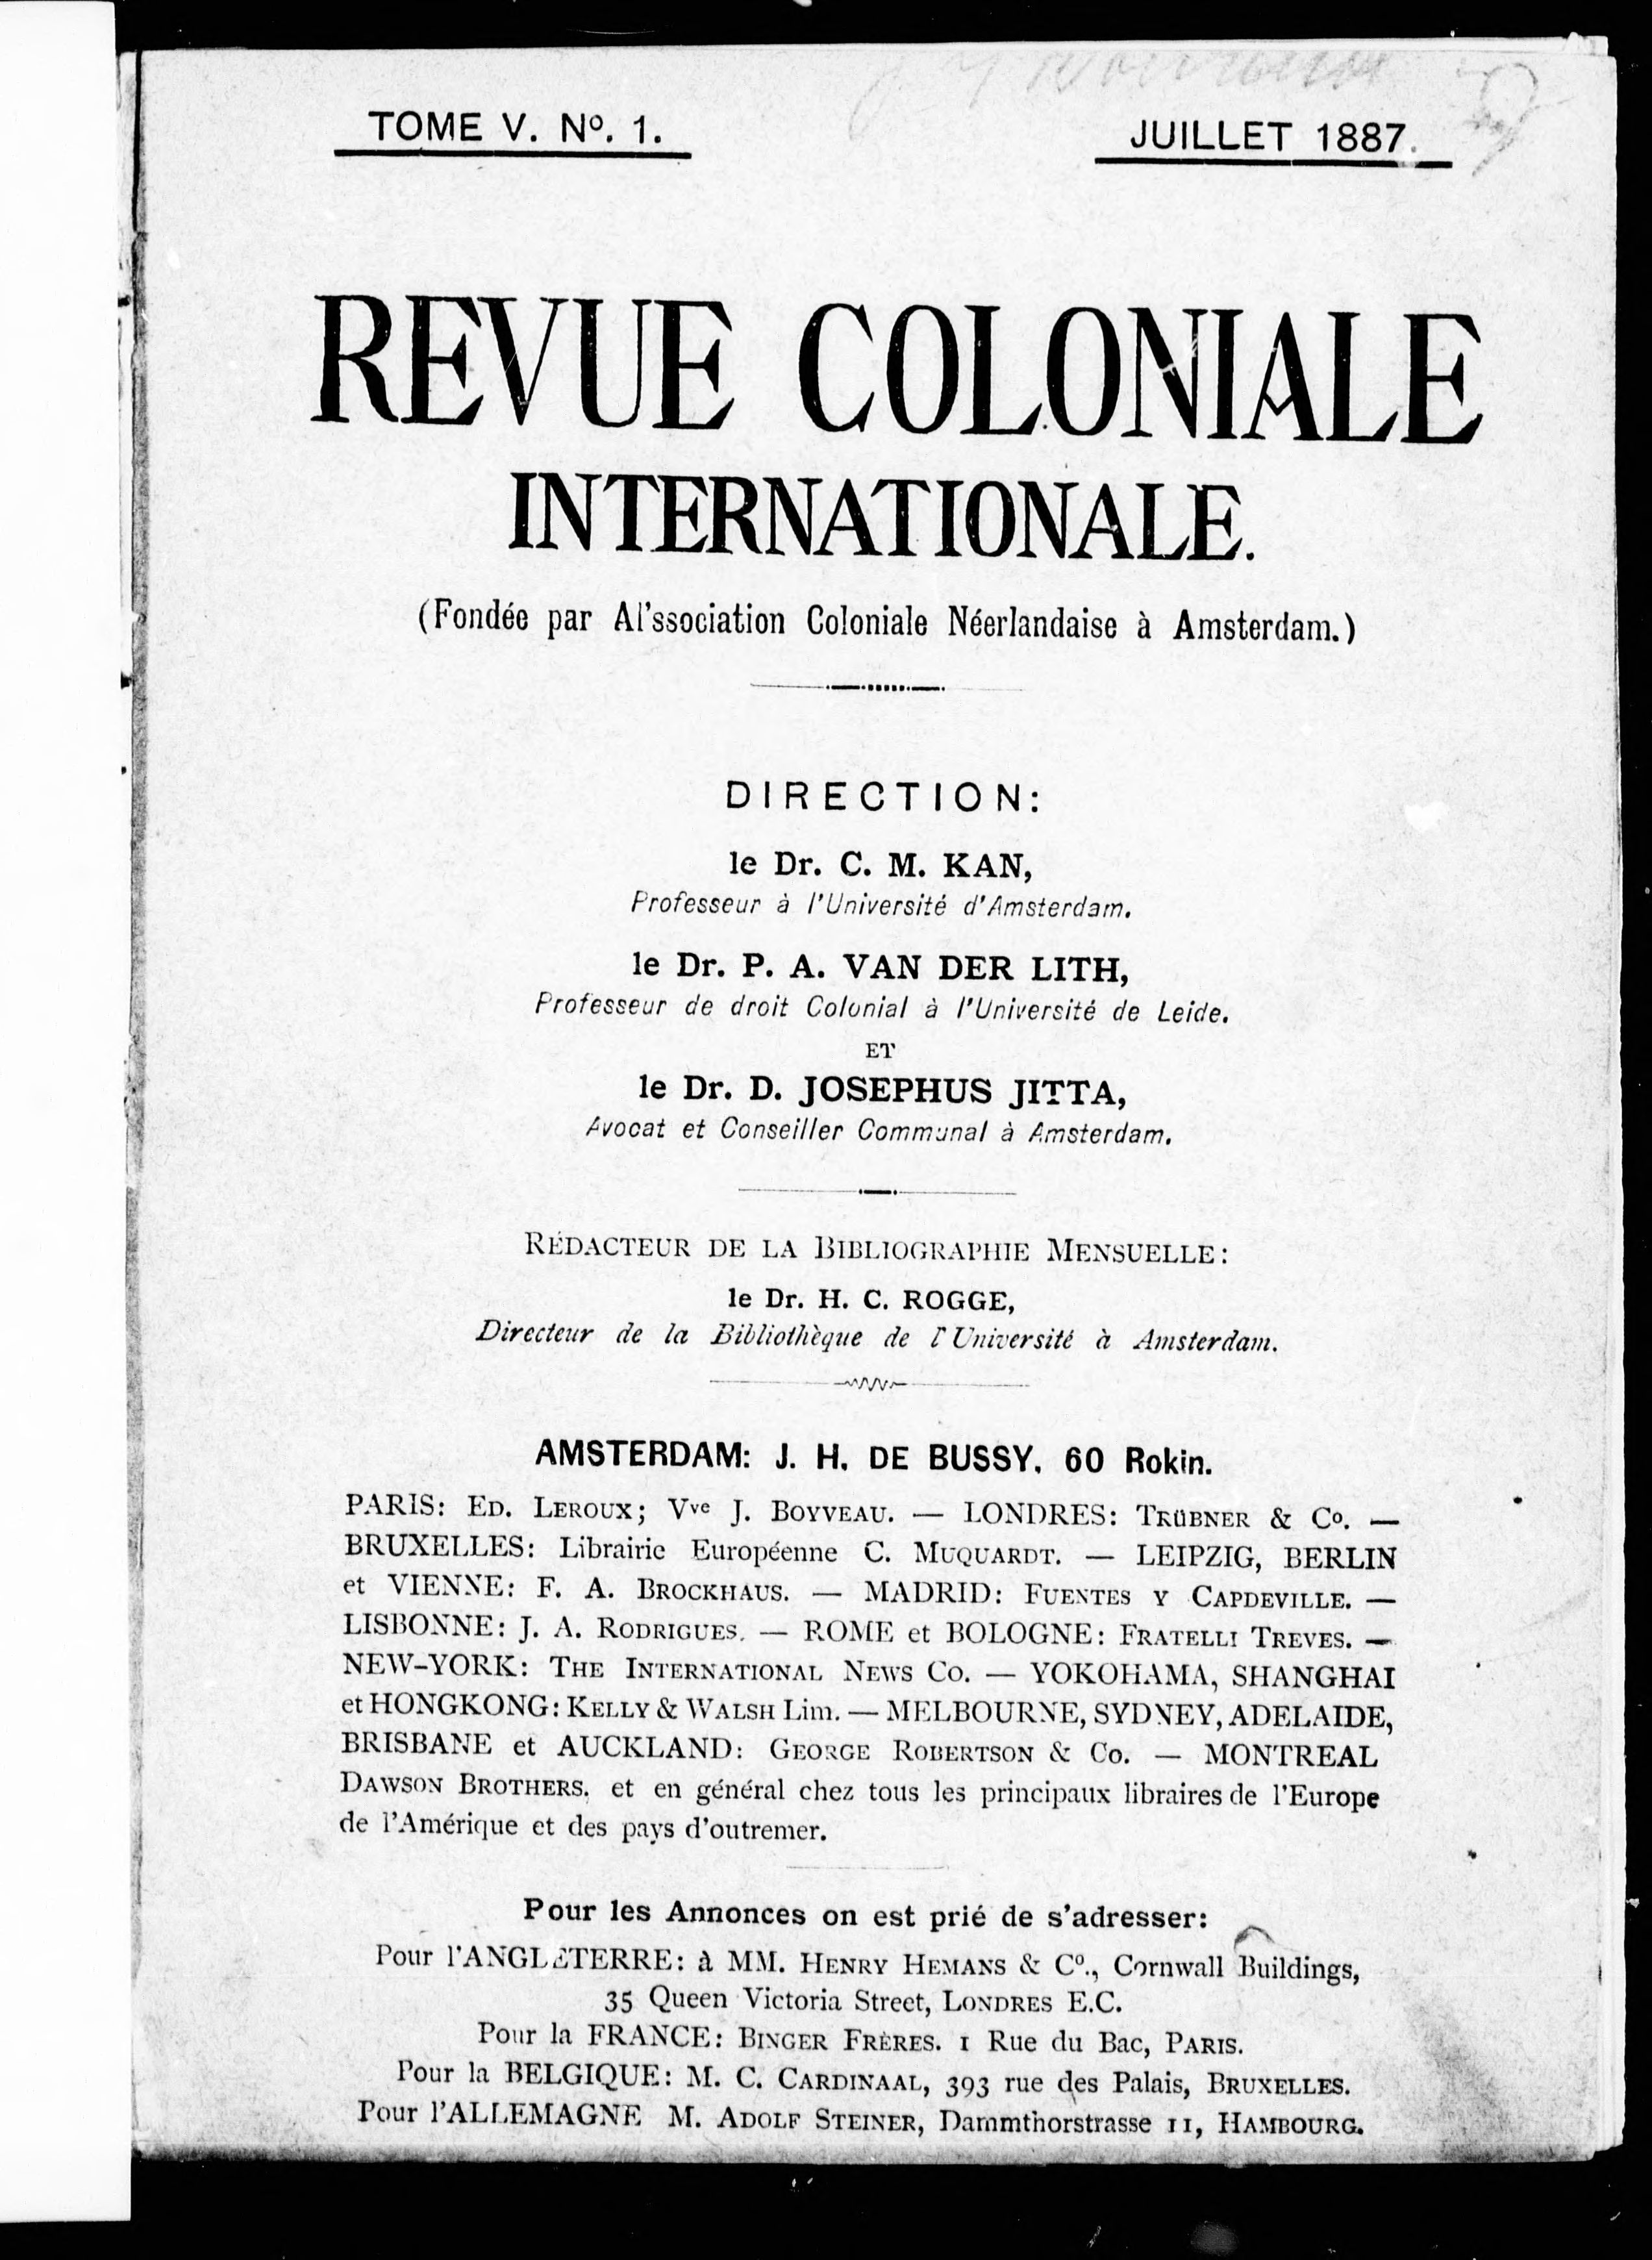 TOME V. Nº. 1.
JUILLET 1887.
REVUE COLONIALE
INTERNATIONALE.
(Fondée par Al'ssociation Coloniale Néerlandaise à Amsterdam.)
DIRECTION:
le Dr. C. M. KAN,
Professeur à l'Université d'Amsterdam.
le Dr. P. A. VAN DER LITH,
Professeur de droit Colonial à l'Université de Leide.
ET
le Dr. D. JOSEPHUS JITTA,
Avocat et Conseiller Communal à Amsterdam.
RÉDACTEUR DE LA BIBLIOGRAPHIE MENSUELLE:
le Dr. H. C. ROGGE,
Directeur de la Bibliothèque de l'Université à Amsterdam.
AMSTERDAM: J. H. DE BUSSY, 60 Rokin.
PARIS: ED. LEROUX; Vve J. BOYVEAU. — LONDRES: TRÜBNER & Co. —
BRUXELLES: Librairie Européenne C. MUQUARDT. — LEIPZIG, BERLIN
et VIENNE: F. A. BROCKHAUS. — MADRID: FUENTES Y CAPDEVILLE. —
LISBONNE: J. A. RODRIGUES. — ROME et BOLOGNE: FRATELLI TREVES. —
NEW-YORK: THE INTERNATIONAL NEWS CO. — YOKOHAMA, SHANGHAI
et HONGKONG: KELLY & WALSH Lim. — MELBOURNE, SYDNEY, ADELAIDE,
BRISBANE et AUCKLAND: GEORGE ROBERTSON & Co. — MONTREAL
DAWSON BROTHERS. et en général chez tous les principaux libraires de l'Europe
de l'Amérique et des pays d'outremer.
Pour les Annonces on est prié de s'adresser:
Pour l'ANGLETERRE: à MM. HENRY HEMANS & Cº., Cornwall Buildings,
35 Queen Victoria Street, LONDRES E.C.
Pour la FRANCE: BINGER FRÈRES. 1 Rue du Bac, PARIS.
Pour la BELGIQUE: M. C. CARDINAAL, 393 rue des Palais, BRUXELLES.
Pour l'ALLEMAGNE M. ADOLF STEINER, Dammthorstrasse 11, HAMBOURG.